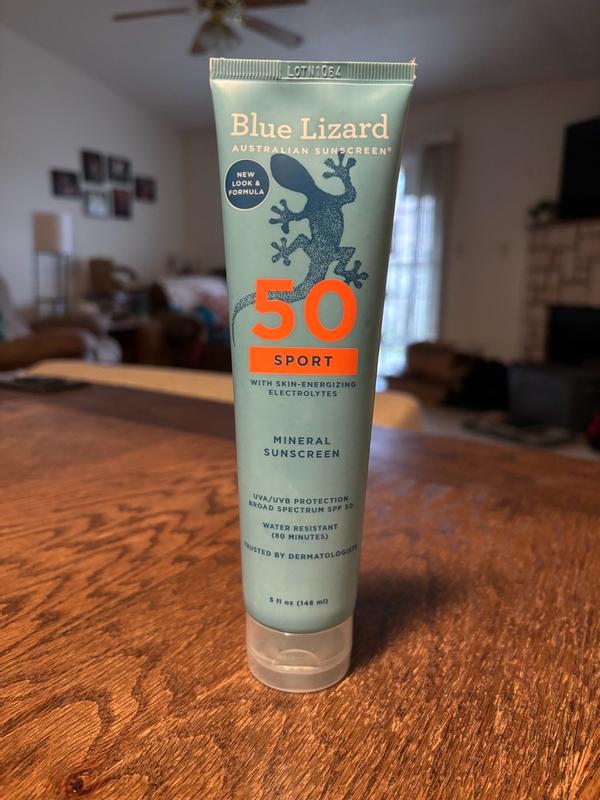 LOTN1064
Blue Lizard
AUSTRALIAN SUNSCREEN®
NEW
LOOK &
FORMULA
50
SPORT
WITH SKIN-ENERGIZING
ELECTROLYTES
MINERAL
SUNSCREEN
UVA/UVB PROTECTION
BROAD SPECTRUM SPF 50
WATER RESISTANT
(80 MINUTES)
TRUSTED BY DERMATOLOGISTS
5 fl oz (148 ml)